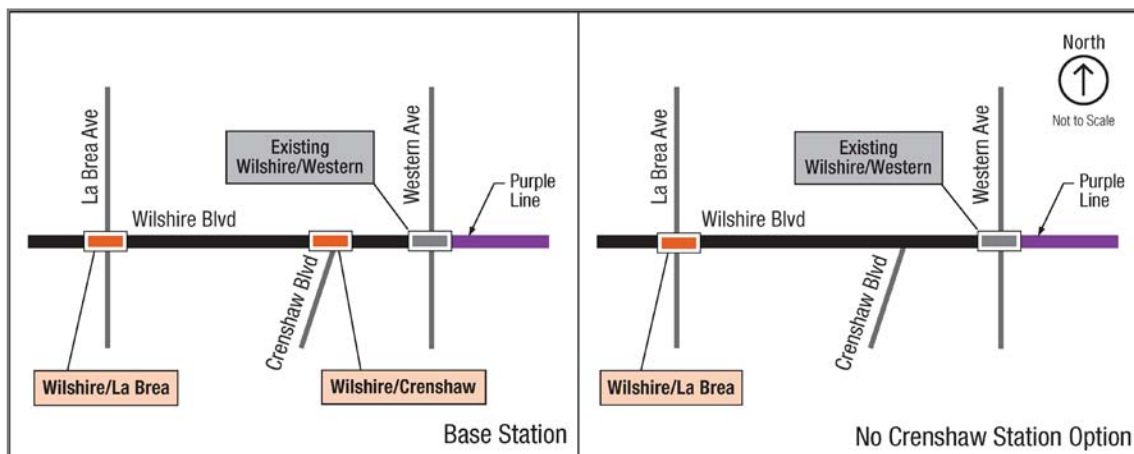 La Brea Ave
Existing
Wilshire/Western
Western Ave
Purple
Line
Wilshire Blvd
Crenshaw Blvd
Wilshire/La Brea
Wilshire/Crenshaw
Base Station
North
Not to Scale
La Brea Ave
Existing
Wilshire/Western
Western Ave
Purple
Line
Wilshire Blvd
Crenshaw Blvd
Wilshire/La Brea
No Crenshaw Station Option